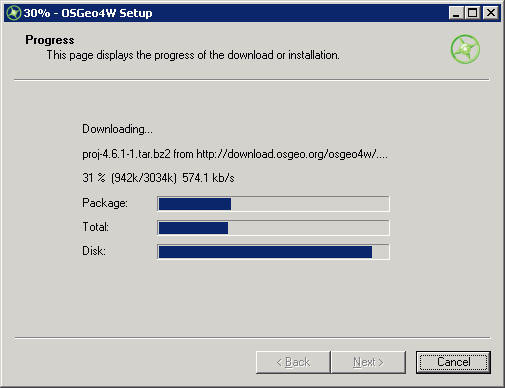 30% - OSGeo4W Setup
Progress
This page displays the progress of the download or installation.
Downloading...
proj-4.6.1-1.tar.bz2 from http://download.osgeo.org/osgeo4w/....
31 % (942k/3034k) 574.1 kb/s
Package:
Total:
Disk:
< Back Next > Cancel